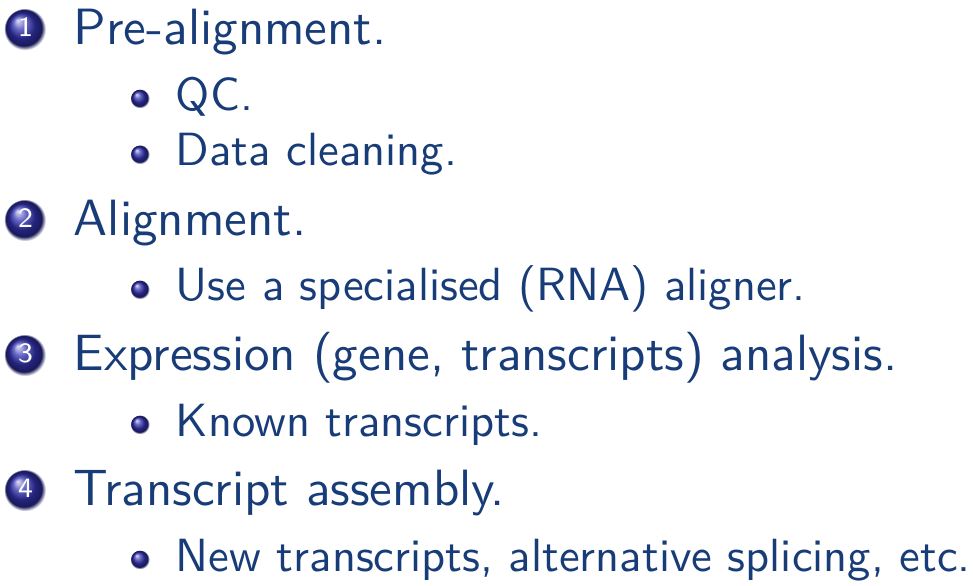 1 Pre-alignment.
QC.
Data cleaning.
2 Alignment.
Use a specialised (RNA) aligner.
3 Expression (gene, transcripts) analysis.
Known transcripts.
4 Transcript assembly.
New transcripts, alternative splicing, etc.